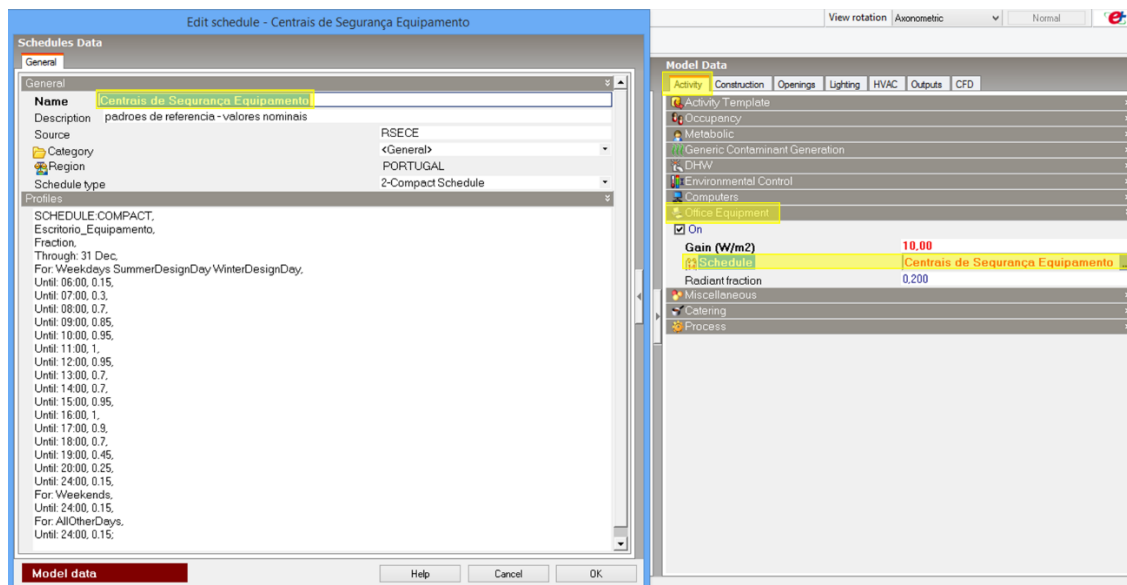 Edit schedule - Centrais de Segurança Equipamento
Schedules Data
General
General
Name Centrais de Segurança Equipamento
Description padroes de referencia - valores nominais
Source RSECE
Category <General>
Region PORTUGAL
Schedule type 2-Compact Schedule
Profiles
SCHEDULE:COMPACT,
Escritorio_Equipamento,
Fraction,
Through: 31 Dec,
For: Weekdays SummerDesignDay WinterDesignDay,
Until: 06:00, 0.15,
Until: 07:00, 0.3,
Until: 08:00, 0.7,
Until: 09:00, 0.85,
Until: 10:00, 0.95,
Until: 11:00, 1,
Until: 12:00, 0.95,
Until: 13:00, 0.7,
Until: 14:00, 0.7,
Until: 15:00, 0.95,
Until: 16:00, 1,
Until: 17:00, 0.9,
Until: 18:00, 0.7,
Until: 19:00, 0.45,
Until: 20:00, 0.25,
Until: 24:00, 0.15,
For: Weekends,
Until: 24:00, 0.15,
For: AllOtherDays,
Until: 24:00, 0.15;
Model data
Help Cancel OK
View rotation Axonometric Normal
Model Data
Activity Construction Openings Lighting HVAC Outputs CFD
Activity Template
Occupancy
Metabolic
Generic Contaminant Generation
DHW
Environmental Control
Computers
Office Equipment
On
Gain (W/m2) 10,00
Schedule Centrais de Segurança Equipamento ...
Radiant fraction 0,200
Miscellaneous
Catering
Process